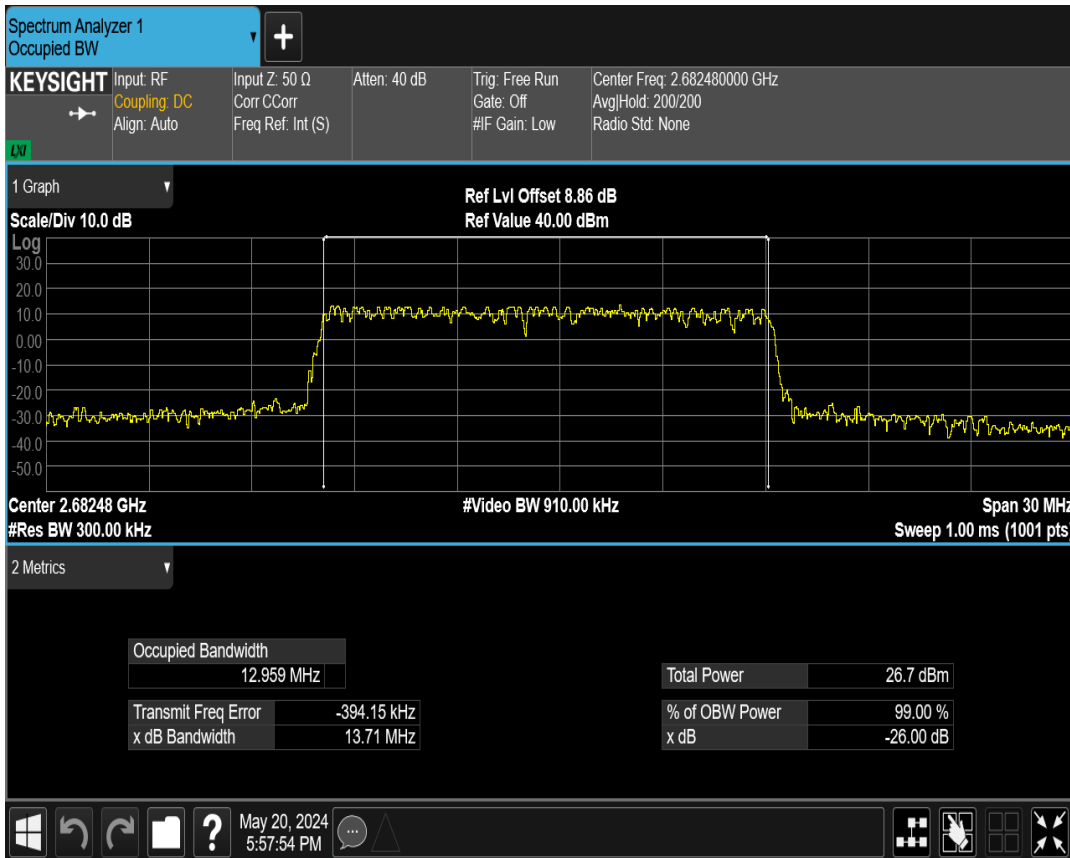 Spectrum Analyzer 1
Occupied BW
+
KEYSIGHT
LXI
Input: RF
Coupling: DC
Align: Auto
Input Z: 50 Ω
Corr CCorr
Freq Ref: Int (S)
Atten: 40 dB
Trig: Free Run
Gate: Off
#IF Gain: Low
Center Freq: 2.682480000 GHz
Avg|Hold: 200/200
Radio Std: None
1 Graph
Scale/Div 10.0 dB
Ref Lvl Offset 8.86 dB
Ref Value 40.00 dBm
Log
30.0
20.0
10.0
0.00
-10.0
-20.0
-30.0
-40.0
-50.0
Center 2.68248 GHz
#Video BW 910.00 kHz
Span 30 MHz
#Res BW 300.00 kHz
Sweep 1.00 ms (1001 pts)
2 Metrics
Occupied Bandwidth
12.959 MHz
Total Power 26.7 dBm
Transmit Freq Error -394.15 kHz
% of OBW Power 99.00 %
x dB Bandwidth 13.71 MHz
x dB -26.00 dB
?
May 20, 2024
5:57:54 PM